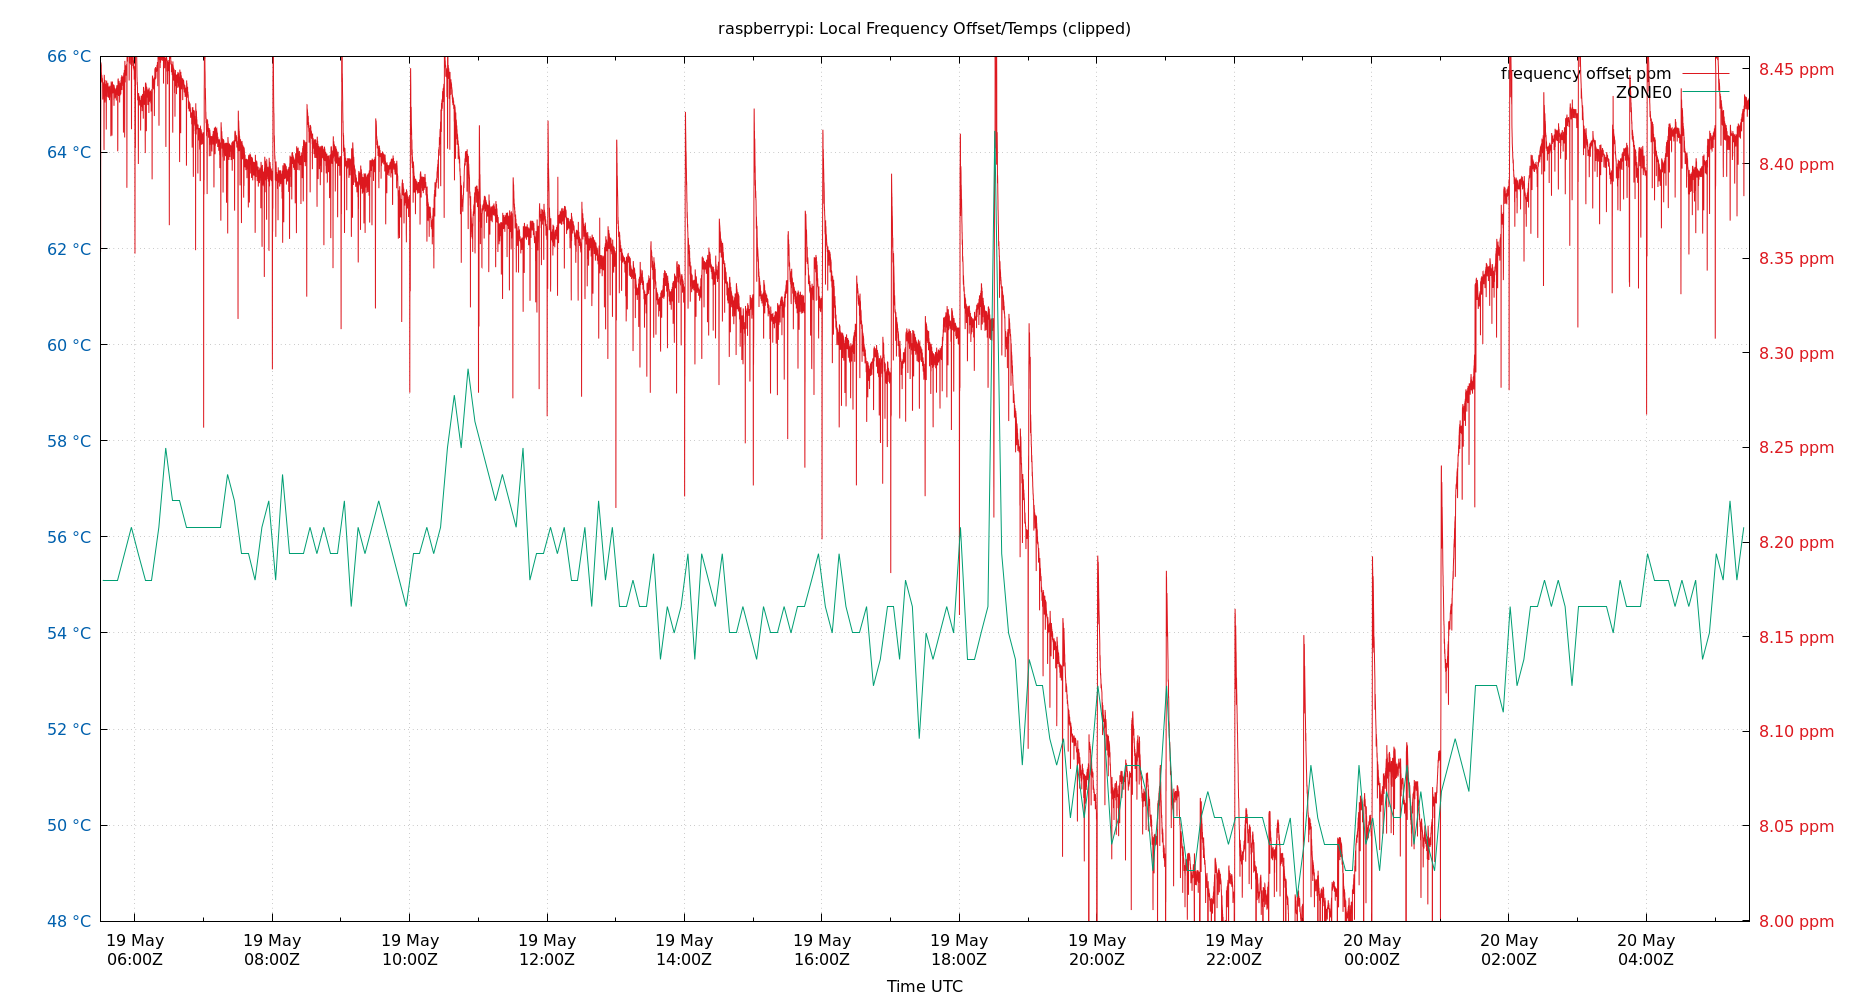 raspberrypi: Local Frequency Offset/Temps (clipped)
66 °C
64 °C
62 °C
60 °C
58 °C
56 °C
54 °C
52 °C
50 °C
48 °C
frequency offset ppm
ZONE0
8.45 ppm
8.40 ppm
8.35 ppm
8.30 ppm
8.25 ppm
8.20 ppm
8.15 ppm
8.10 ppm
8.05 ppm
8.00 ppm
19 May
06:00Z
19 May
08:00Z
19 May
10:00Z
19 May
12:00Z
19 May
14:00Z
19 May
16:00Z
19 May
18:00Z
19 May
20:00Z
19 May
22:00Z
20 May
00:00Z
20 May
02:00Z
20 May
04:00Z
Time UTC